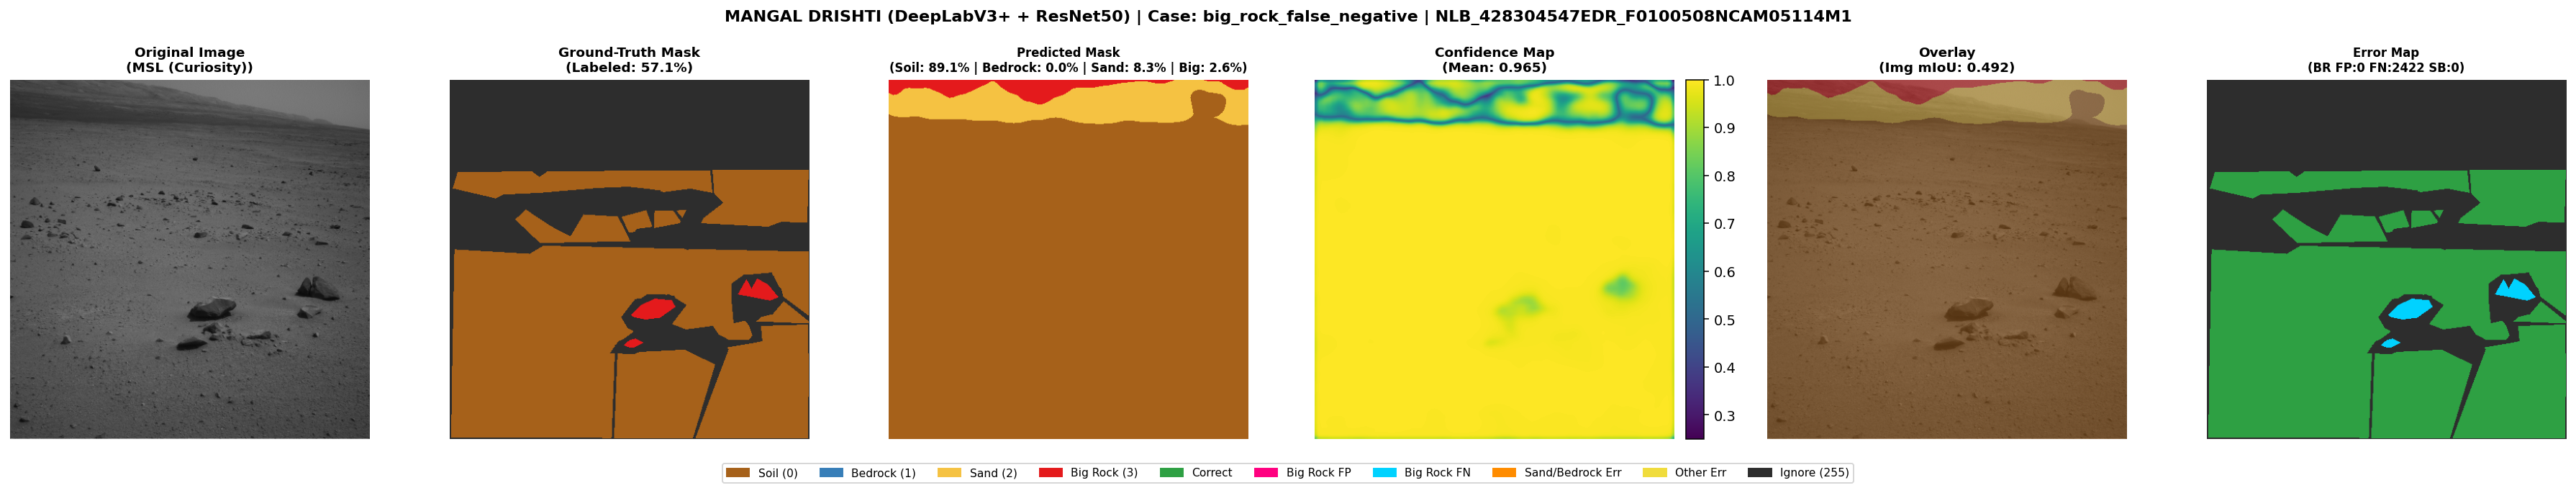 MANGAL DRISHTI (DeepLabV3+ + ResNet50) | Case: big_rock_false_negative | NLB_428304547EDR_F0100508NCAM05114M1
Original Image
(MSL (Curiosity))
Ground-Truth Mask
(Labeled: 57.1%)
Predicted Mask
(Soil: 89.1% | Bedrock: 0.0% | Sand: 8.3% | Big: 2.6%)
Confidence Map
(Mean: 0.965)
Overlay
(Img mIoU: 0.492)
Error Map
(BR FP:0 FN:2422 SB:0)
1.0
0.9
0.8
0.7
0.6
0.5
0.4
0.3
Soil (0)
Bedrock (1)
Sand (2)
Big Rock (3)
Correct
Big Rock FP
Big Rock FN
Sand/Bedrock Err
Other Err
Ignore (255)